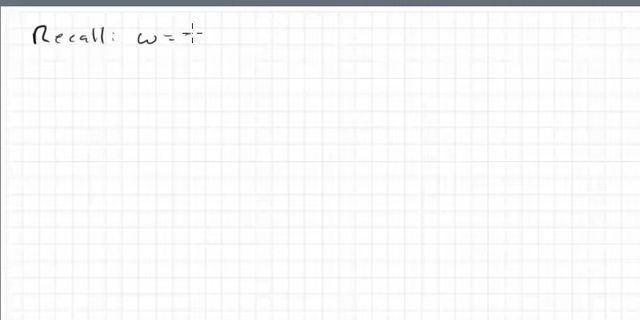 Recall: ω =